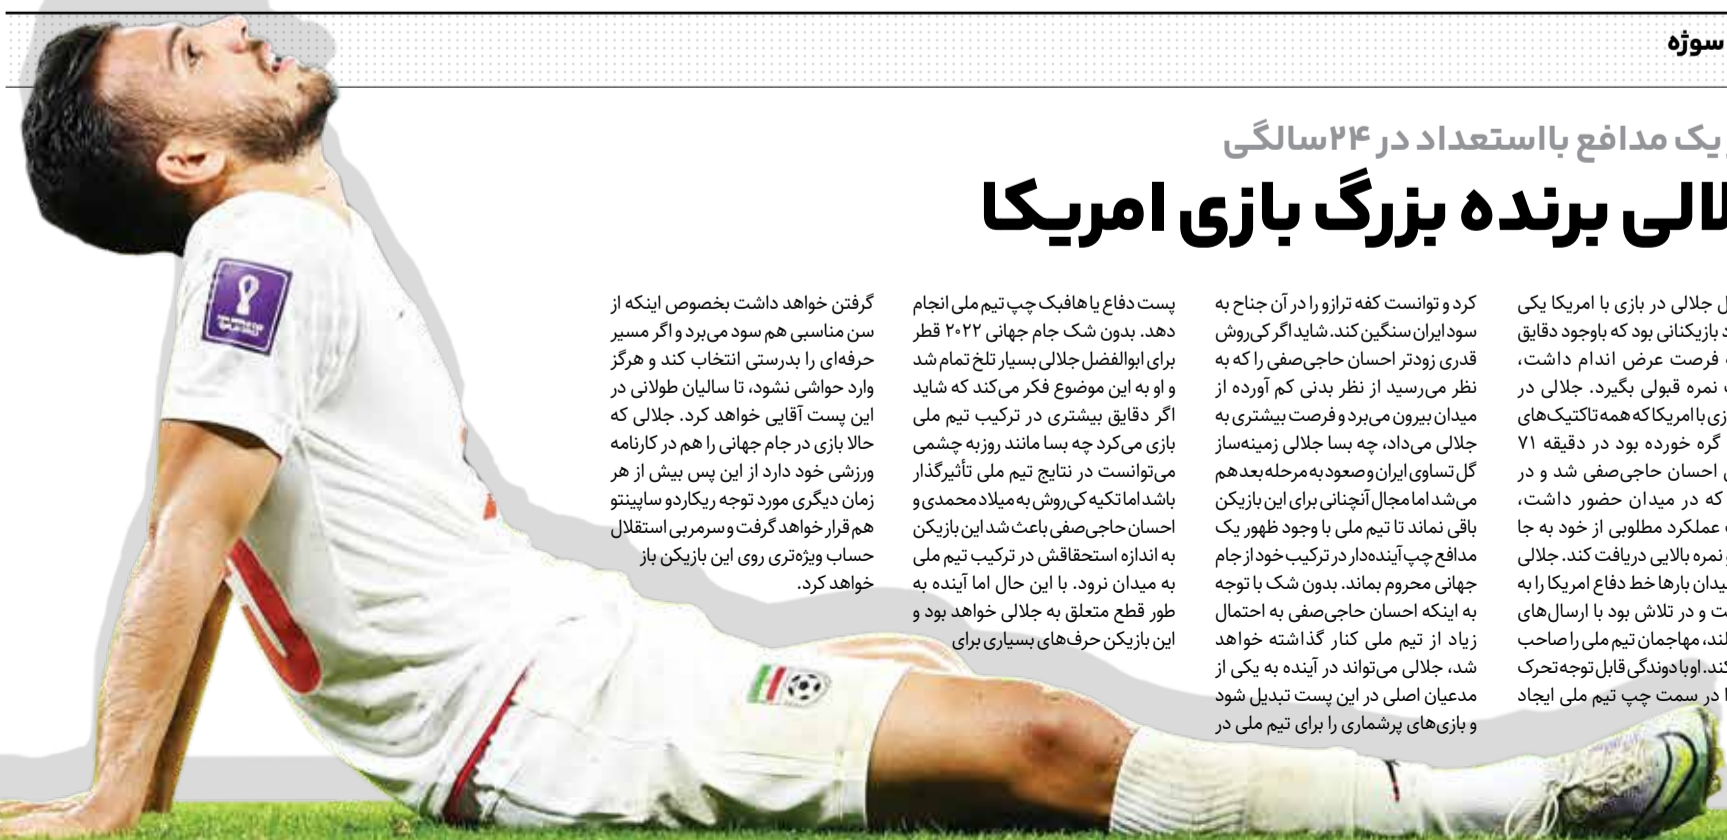 سوژه
یک مدافع بااستعداد در ۲۴سالگی
برنده بزرگ بازی امریکا
جلالی در بازی با امریکا یکی
بازیکنانی بود که باوجود دقایق
فرصت عرض اندام داشت،
نمره قبولی بگیرد. جلالی در
با امریکا که همه تاکتیک‌های
گره خورده بود در دقیقه ۷۱
احسان حاجی‌صفی شد و در
که در میدان حضور داشت،
عملکرد مطلوبی از خود به جا
نمره بالایی دریافت کند. جلالی
بارها خط دفاع امریکا را به
و در تلاش بود با ارسال‌های
مهاجمان تیم ملی را صاحب
کند. او با دوندگی قابل توجه تحرک
در سمت چپ تیم ملی ایجاد
کرد و توانست کفه ترازو را در آن جناح به
سود ایران سنگین کند. شاید اگر کی‌روش
قدری زودتر احسان حاجی‌صفی را که به
نظر می‌رسید از نظر بدنی کم آورده از
میدان بیرون می‌برد و فرصت بیشتری به
جلالی می‌داد، چه بسا جلالی زمینه‌ساز
گل تساوی ایران و صعود به مرحله بعد هم
می‌شد اما مجال آنچنانی برای این بازیکن
باقی نماند تا تیم ملی با وجود ظهور یک
مدافع چپ آینده‌دار در ترکیب خود از جام
جهانی محروم بماند. بدون شک با توجه
به اینکه احسان حاجی‌صفی به احتمال
زیاد از تیم ملی کنار گذاشته خواهد
شد، جلالی می‌تواند در آینده به یکی از
مدعیان اصلی در این پست تبدیل شود
و بازی‌های پرشماری را برای تیم ملی در
پست دفاع یا هافبک چپ تیم ملی انجام
دهد. بدون شک جام جهانی ۲۰۲۲ قطر
برای ابوالفضل جلالی بسیار تلخ تمام شد
و او به این موضوع فکر می‌کند که شاید
اگر دقایق بیشتری در ترکیب تیم ملی
بازی می‌کرد چه بسا مانند روزبه چشمی
می‌توانست در نتایج تیم ملی تأثیرگذار
باشد اما تکیه کی‌روش به میلاد محمدی و
احسان حاجی‌صفی باعث شد این بازیکن
به اندازه استحقاقش در ترکیب تیم ملی
به میدان نرود. با این حال اما آینده به
طور قطع متعلق به جلالی خواهد بود و
این بازیکن حرف‌های بسیاری برای
گرفتن خواهد داشت بخصوص اینکه از
سن مناسبی هم سود می‌برد و اگر مسیر
حرفه‌ای را بدرستی انتخاب کند و هرگز
وارد حواشی نشود، تا سالیان طولانی در
این پست آقایی خواهد کرد. جلالی که
حالا بازی در جام جهانی را هم در کارنامه
ورزشی خود دارد از این پس بیش از هر
زمان دیگری مورد توجه ریکاردو ساپینتو
هم قرار خواهد گرفت و سرمربی استقلال
حساب ویژه‌تری روی این بازیکن باز
خواهد کرد.